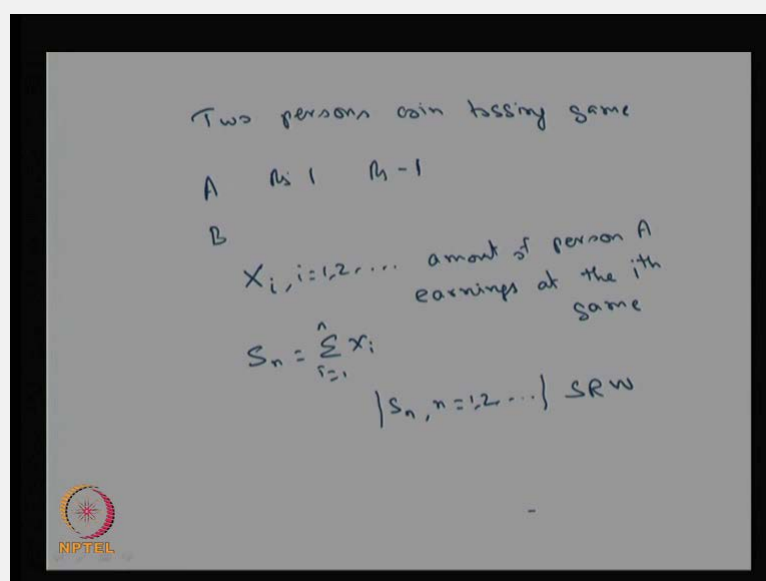 Two persons coin tossing game
A Rs 1 Rs -1
B
X_i, i=1,2,... amount of person A
earnings at the ith
game
S_n = Σ_{i=1}^{n} X_i
{S_n, n=1,2,...} SRW
NPTEL